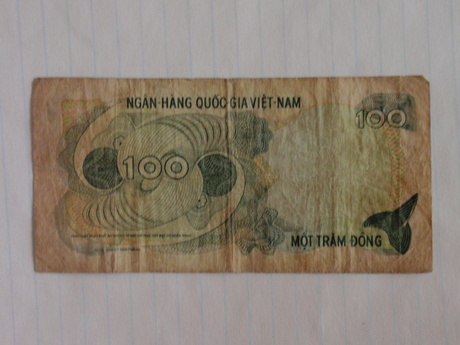 NGÂN-HÀNG QUỐC GIA VIỆT-NAM
100
100
MỘT TRĂM ĐỒNG